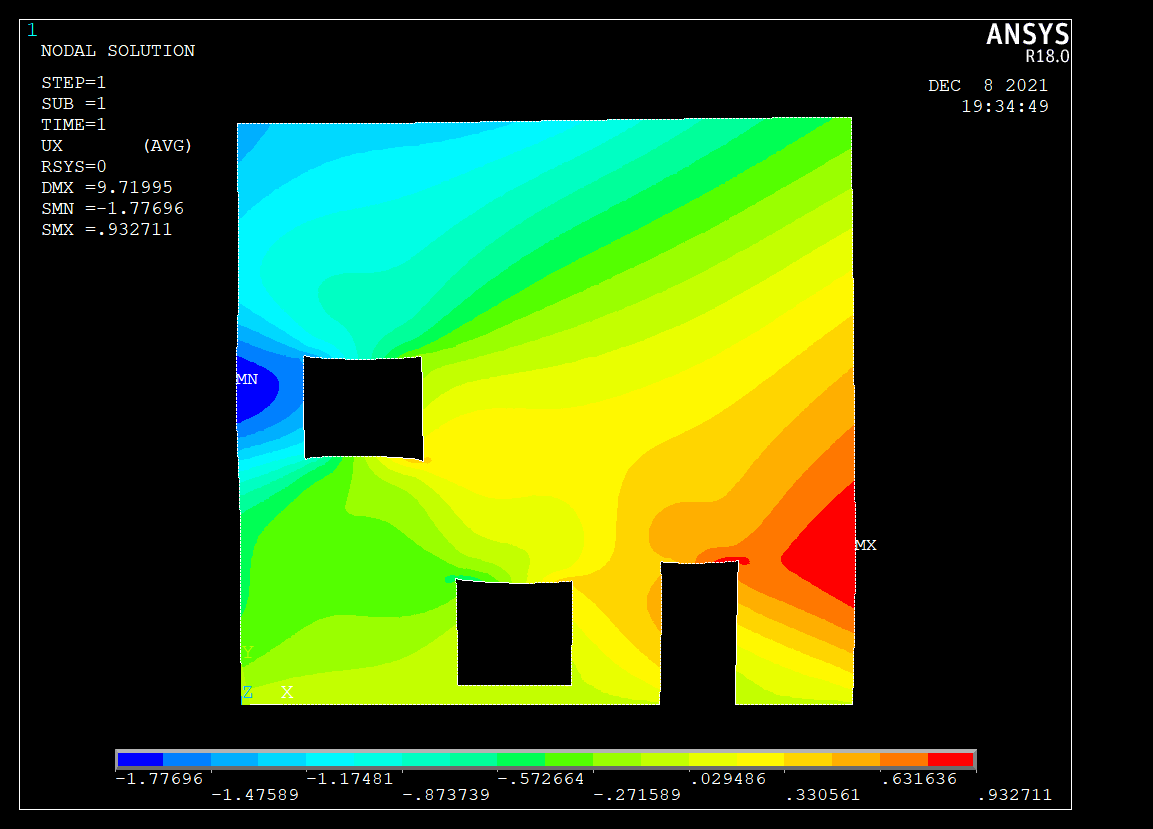 1
ANSYS
R18.0
NODAL SOLUTION
DEC 8 2021
19:34:49
STEP=1
SUB =1
TIME=1
UX (AVG)
RSYS=0
DMX =9.71995
SMN =-1.77696
SMX =.932711
MN
MX
Y
Z X
-1.77696 -1.17481 -.572664 .029486 .631636
-1.47589 -.873739 -.271589 .330561 .932711